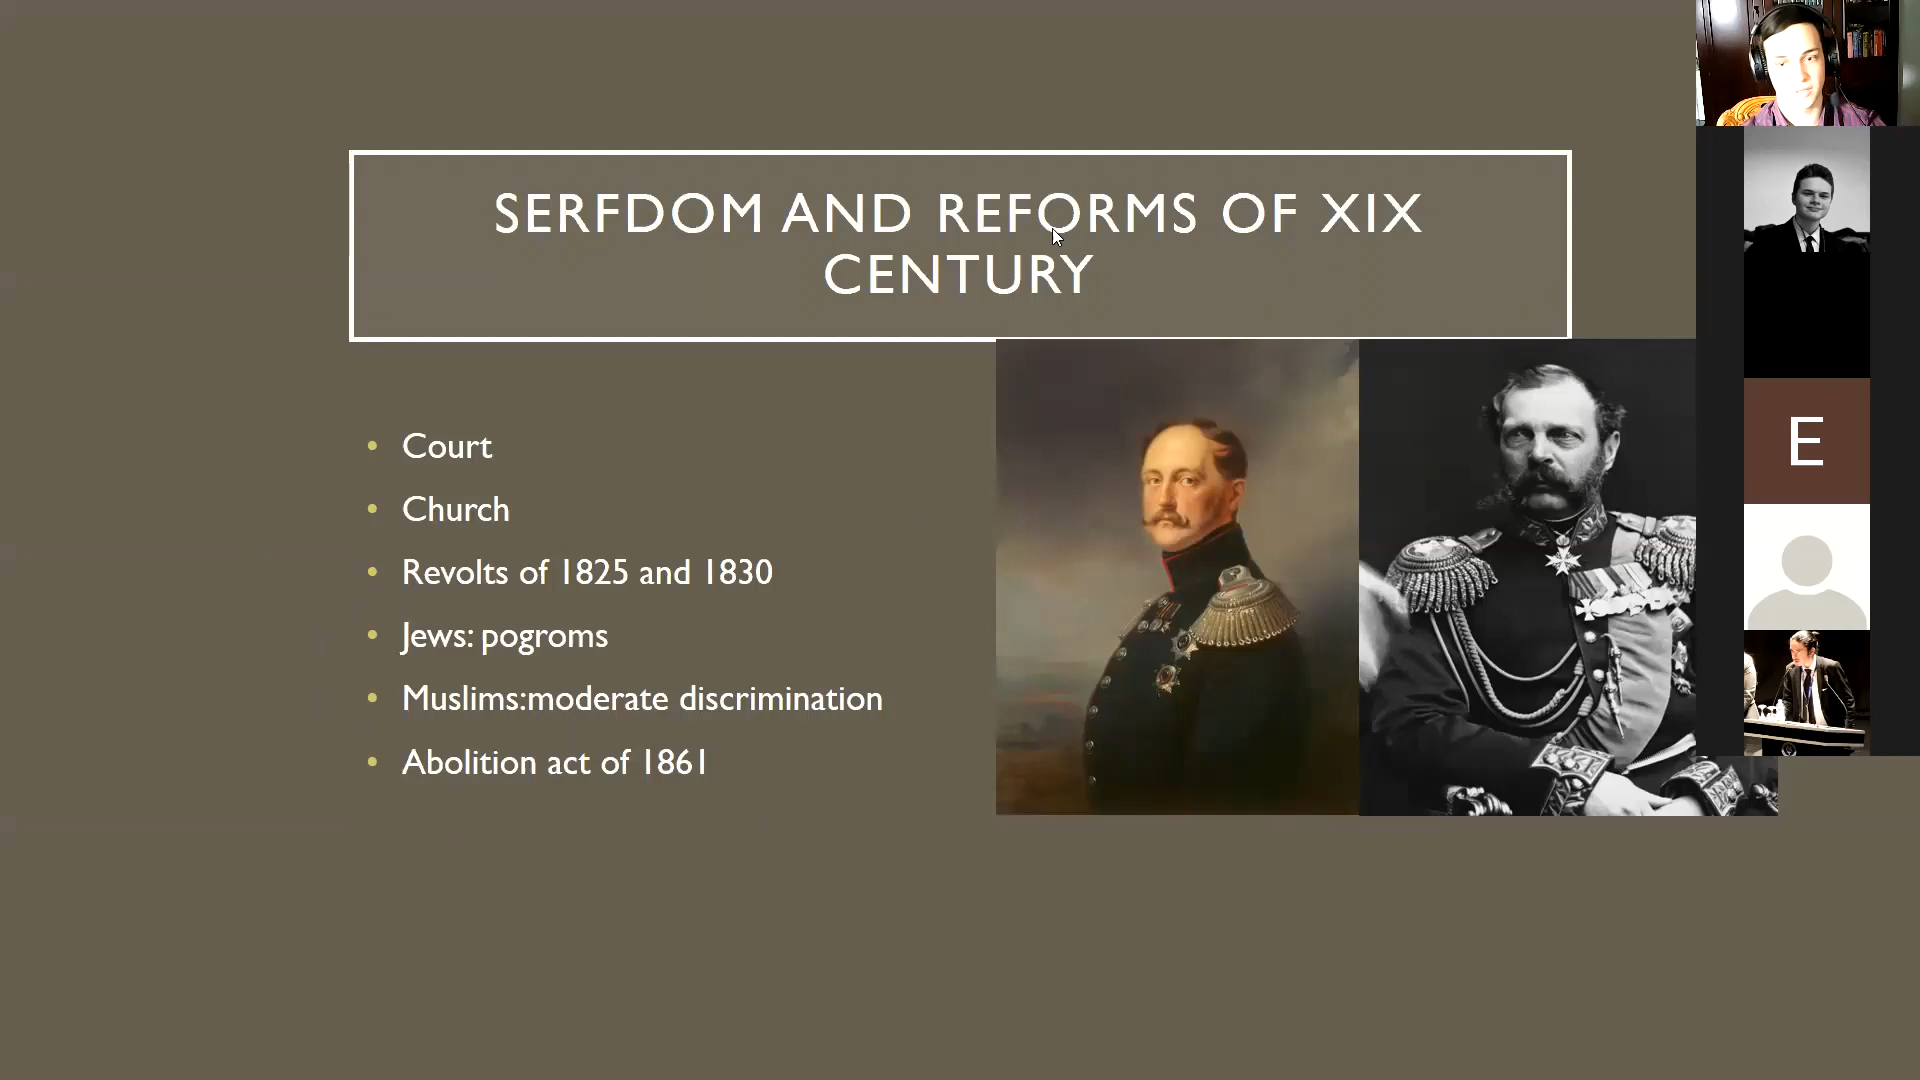 SERFDOM AND REFORMS OF XIX
CENTURY
• Court
• Church
• Revolts of 1825 and 1830
• Jews: pogroms
• Muslims:moderate discrimination
• Abolition act of 1861
E